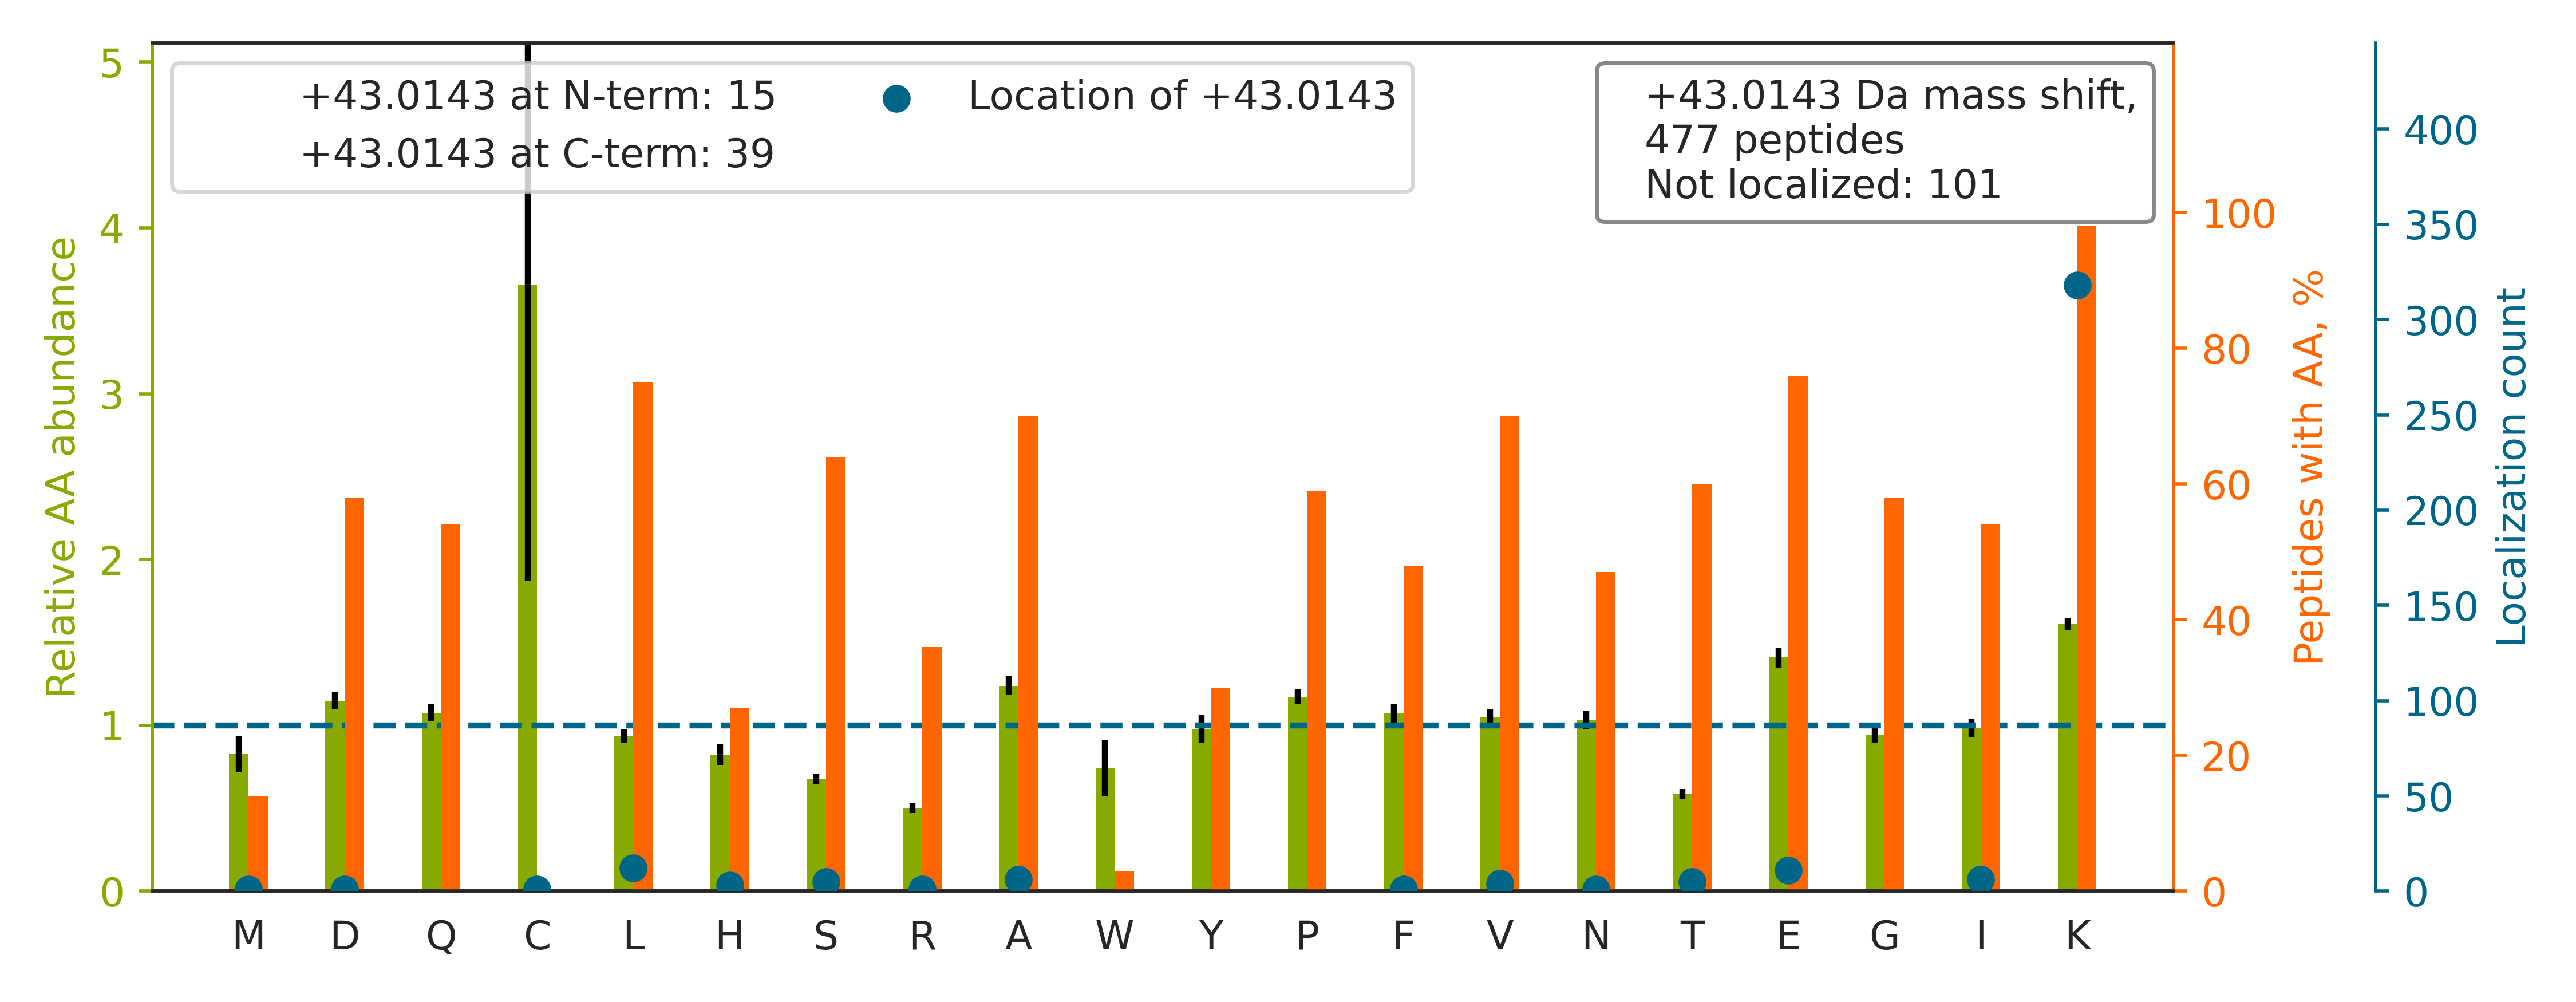 +43.0143 at N-term: 15
+43.0143 at C-term: 39
Location of +43.0143
+43.0143 Da mass shift,
477 peptides
Not localized: 101
Relative AA abundance
5
4
3
2
1
0
Peptides with AA, %
100
80
60
40
20
0
Localization count
400
350
300
250
200
150
100
50
0
M D Q C L H S R A W Y P F V N T E G I K